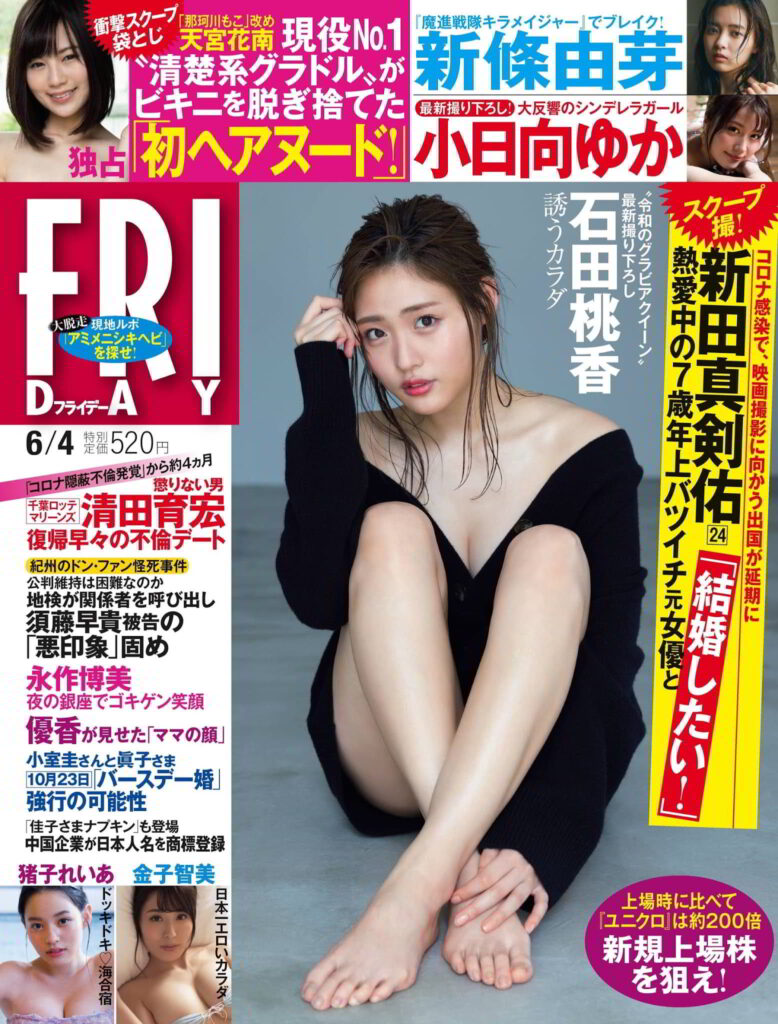 衝撃スクープ
袋とじ
独占
「那珂川もこ」改め
天宮花南 現役No.1
〝清楚系グラドル〟が
ビキニを脱ぎ捨てた
「初ヘアヌード!」
『魔進戦隊キラメイジャー』でブレイク!
新條由芽
最新撮り下ろし! 大反響のシンデレラガール
小日向ゆか
FRI
DAY
フライデー
大脱走 現地ルポ
「アミメニシキヘビ」
を探せ!
6/4 特別定価520円
〝令和のグラビアクイーン〟
最新撮り下ろし
石田桃香
誘うカラダ
スクープ
撮!
コロナ感染で、映画撮影に向かう出国が延期に
新田真剣佑24
熱愛中の7歳年上バツイチ元女優と
「結婚したい!」
「コロナ隠蔽不倫発覚」から約4カ月
懲りない男
千葉ロッテ
マリーンズ
清田育宏
復帰早々の不倫デート
紀州のドン・ファン怪死事件
公判維持は困難なのか
地検が関係者を呼び出し
須藤早貴被告の
「悪印象」固め
永作博美
夜の銀座でゴキゲン笑顔
優香が見せた「ママの顔」
小室圭さんと眞子さま
10月23日「バースデー婚」
強行の可能性
「佳子さまナプキン」も登場
中国企業が日本人名を商標登録
猪子れいあ
ドッキドキ♡海合宿
金子智美
日本一エロいカラダ
上場時に比べて
『ユニクロ』は約200倍
新規上場株
を狙え!